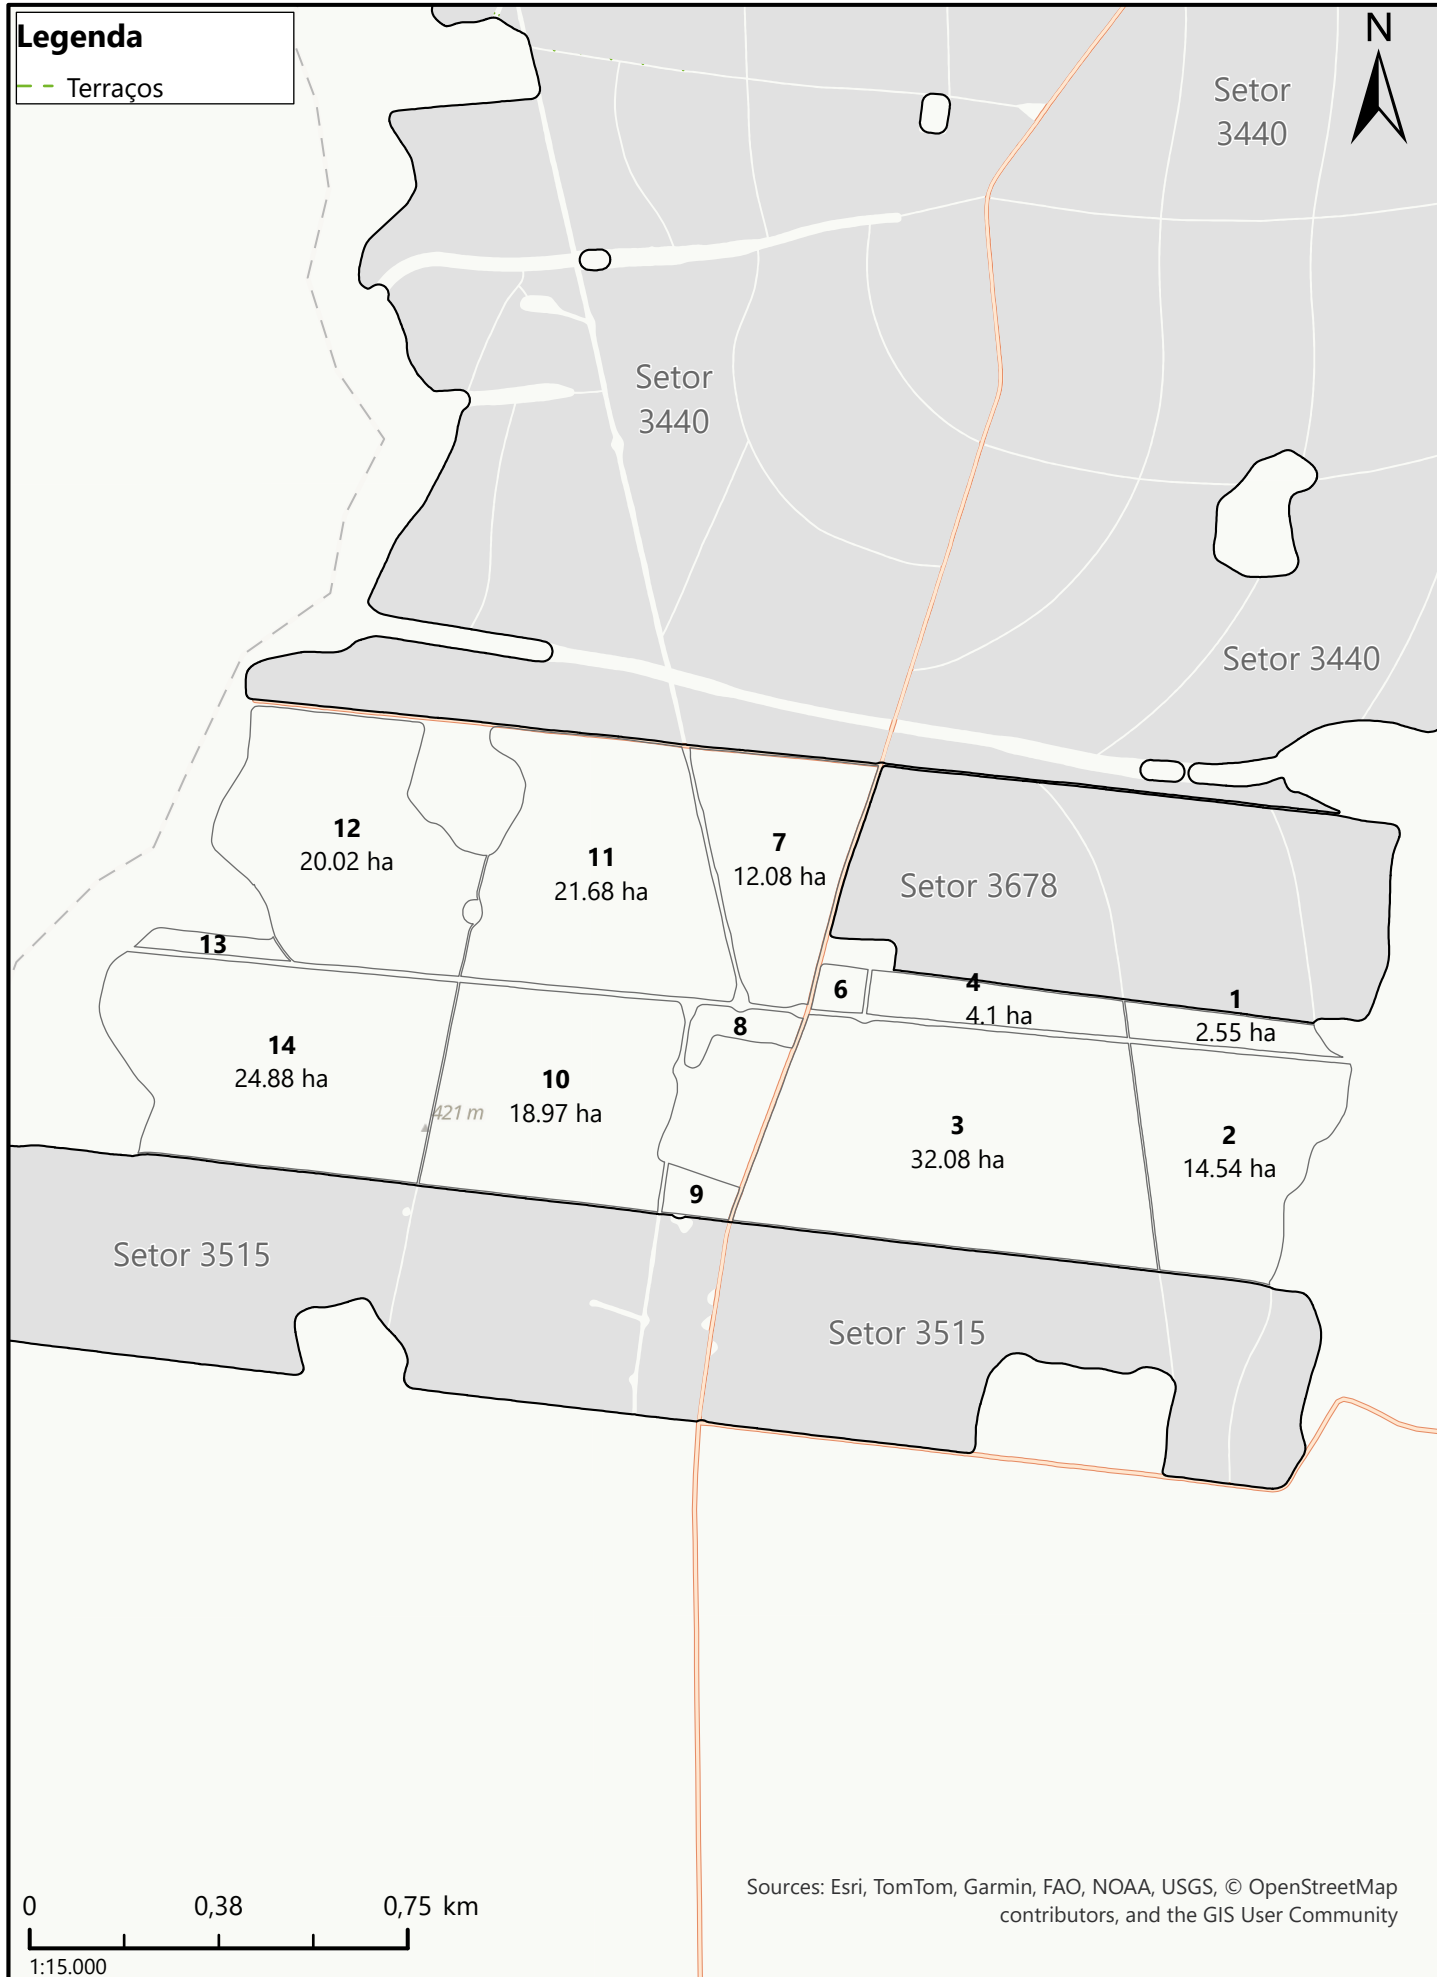 Legenda
Terraços
N
Setor
3440
Setor
3440
Setor 3440
12
20.02 ha
11
21.68 ha
7
12.08 ha
Setor 3678
13
6
4
4.1 ha
1
2.55 ha
8
14
24.88 ha
10
18.97 ha
421 m
3
32.08 ha
2
14.54 ha
9
Setor 3515
Setor 3515
0 0,38 0,75 km
1:15.000
Sources: Esri, TomTom, Garmin, FAO, NOAA, USGS, © OpenStreetMap
contributors, and the GIS User Community